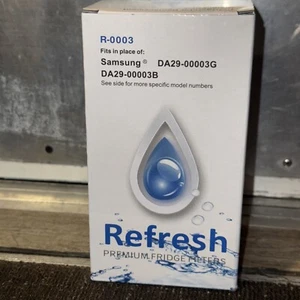 R-0003
Fits in place of:
Samsung® DA29-00003G
DA29-00003B
See side for more specific model numbers
Refresh
PREMIUM FRIDGE FILTERS